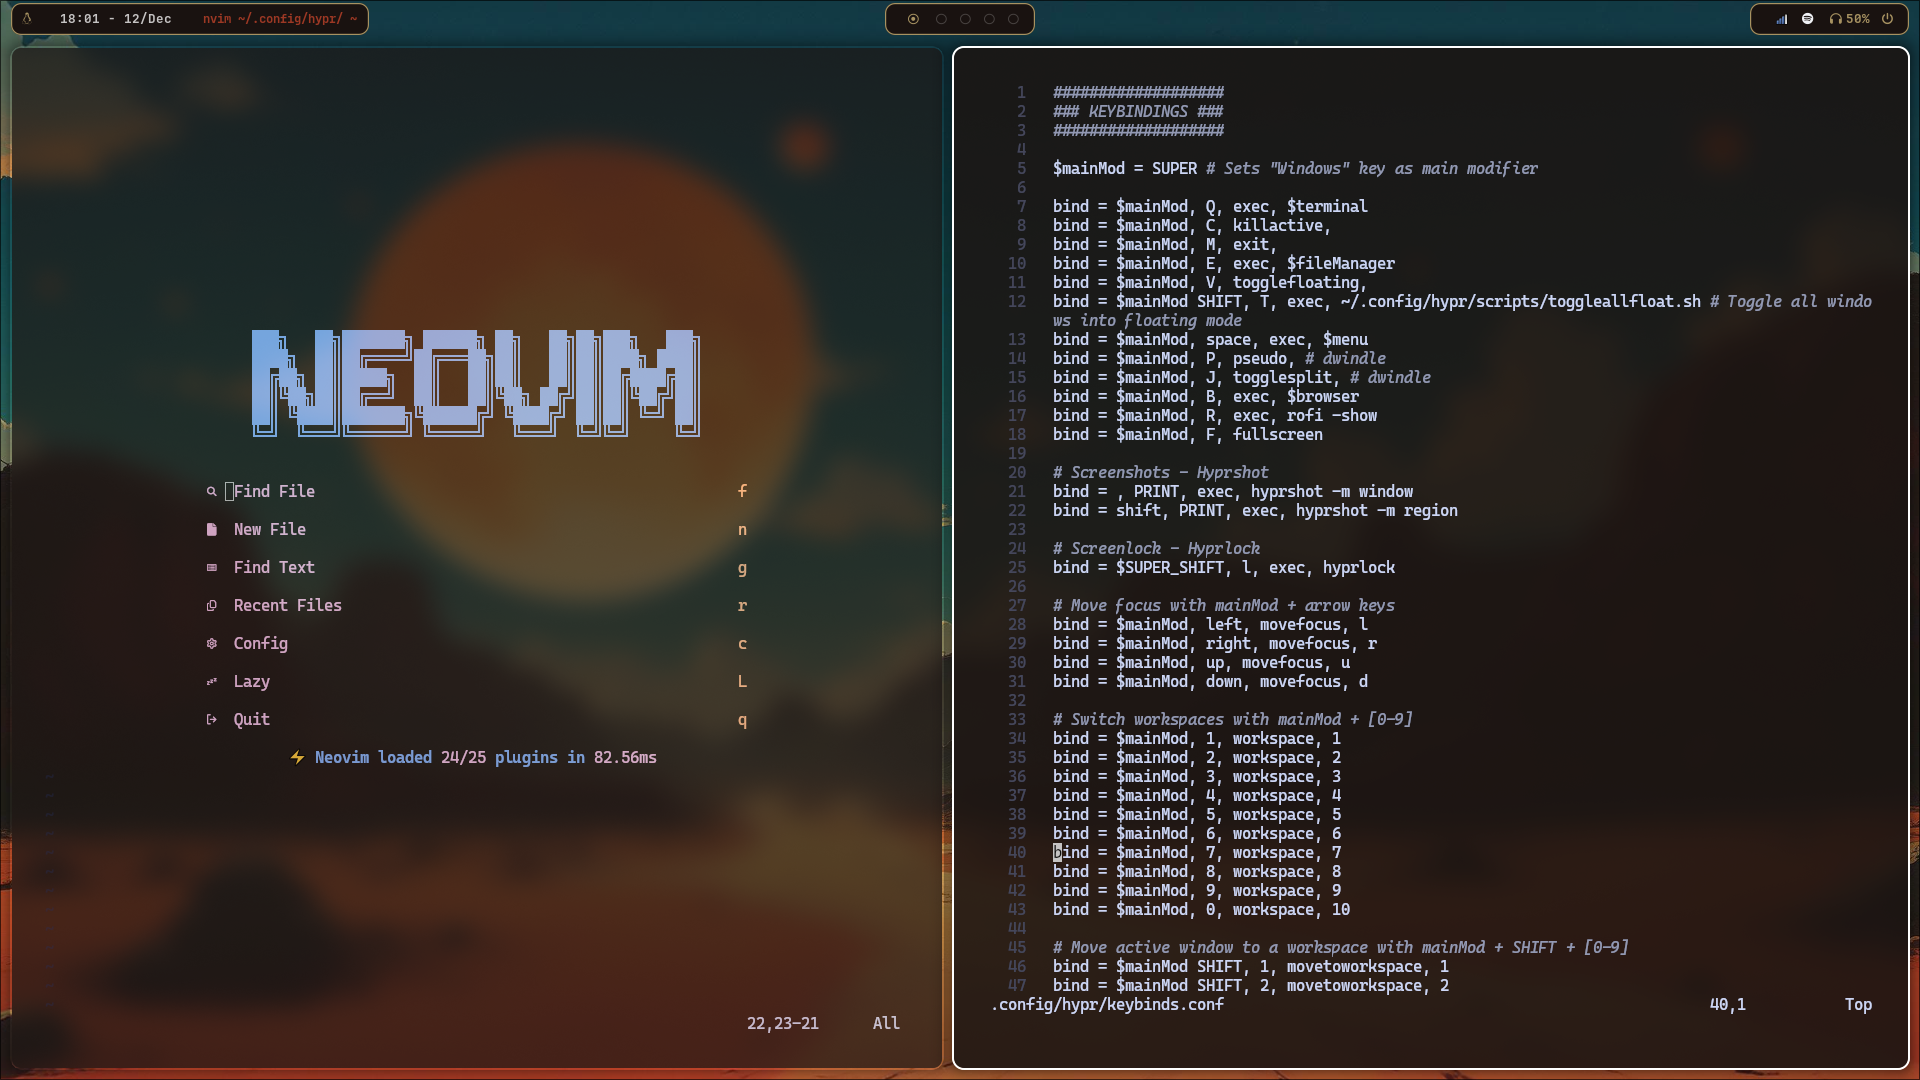 18:01 - 12/Dec
nvim ~/.config/hypr/ ~
50%
NEOVIM
Find File f
New File n
Find Text g
Recent Files r
Config c
Lazy L
Quit q
⚡ Neovim loaded 24/25 plugins in 82.56ms
22,23-21 All
1 ###################
2 ### KEYBINDINGS ###
3 ###################
4
5 $mainMod = SUPER # Sets "Windows" key as main modifier
6
7 bind = $mainMod, Q, exec, $terminal
8 bind = $mainMod, C, killactive,
9 bind = $mainMod, M, exit,
10 bind = $mainMod, E, exec, $fileManager
11 bind = $mainMod, V, togglefloating,
12 bind = $mainMod SHIFT, T, exec, ~/.config/hypr/scripts/toggleallfloat.sh # Toggle all windo
ws into floating mode
13 bind = $mainMod, space, exec, $menu
14 bind = $mainMod, P, pseudo, # dwindle
15 bind = $mainMod, J, togglesplit, # dwindle
16 bind = $mainMod, B, exec, $browser
17 bind = $mainMod, R, exec, rofi -show
18 bind = $mainMod, F, fullscreen
19
20 # Screenshots - Hyprshot
21 bind = , PRINT, exec, hyprshot -m window
22 bind = shift, PRINT, exec, hyprshot -m region
23
24 # Screenlock - Hyprlock
25 bind = $SUPER_SHIFT, l, exec, hyprlock
26
27 # Move focus with mainMod + arrow keys
28 bind = $mainMod, left, movefocus, l
29 bind = $mainMod, right, movefocus, r
30 bind = $mainMod, up, movefocus, u
31 bind = $mainMod, down, movefocus, d
32
33 # Switch workspaces with mainMod + [0-9]
34 bind = $mainMod, 1, workspace, 1
35 bind = $mainMod, 2, workspace, 2
36 bind = $mainMod, 3, workspace, 3
37 bind = $mainMod, 4, workspace, 4
38 bind = $mainMod, 5, workspace, 5
39 bind = $mainMod, 6, workspace, 6
40 bind = $mainMod, 7, workspace, 7
41 bind = $mainMod, 8, workspace, 8
42 bind = $mainMod, 9, workspace, 9
43 bind = $mainMod, 0, workspace, 10
44
45 # Move active window to a workspace with mainMod + SHIFT + [0-9]
46 bind = $mainMod SHIFT, 1, movetoworkspace, 1
47 bind = $mainMod SHIFT, 2, movetoworkspace, 2
.config/hypr/keybinds.conf 40,1 Top